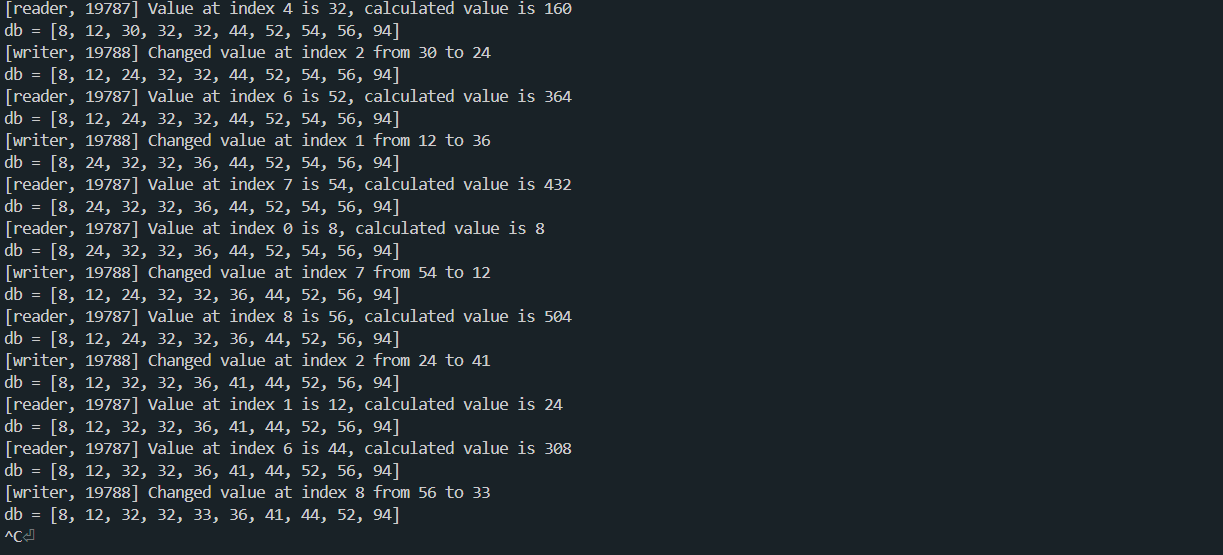 [reader, 19787] Value at index 4 is 32, calculated value is 160
db = [8, 12, 30, 32, 32, 44, 52, 54, 56, 94]
[writer, 19788] Changed value at index 2 from 30 to 24
db = [8, 12, 24, 32, 32, 44, 52, 54, 56, 94]
[reader, 19787] Value at index 6 is 52, calculated value is 364
db = [8, 12, 24, 32, 32, 44, 52, 54, 56, 94]
[writer, 19788] Changed value at index 1 from 12 to 36
db = [8, 24, 32, 32, 36, 44, 52, 54, 56, 94]
[reader, 19787] Value at index 7 is 54, calculated value is 432
db = [8, 24, 32, 32, 36, 44, 52, 54, 56, 94]
[reader, 19787] Value at index 0 is 8, calculated value is 8
db = [8, 24, 32, 32, 36, 44, 52, 54, 56, 94]
[writer, 19788] Changed value at index 7 from 54 to 12
db = [8, 12, 24, 32, 32, 36, 44, 52, 56, 94]
[reader, 19787] Value at index 8 is 56, calculated value is 504
db = [8, 12, 24, 32, 32, 36, 44, 52, 56, 94]
[writer, 19788] Changed value at index 2 from 24 to 41
db = [8, 12, 32, 32, 36, 41, 44, 52, 56, 94]
[reader, 19787] Value at index 1 is 12, calculated value is 24
db = [8, 12, 32, 32, 36, 41, 44, 52, 56, 94]
[reader, 19787] Value at index 6 is 44, calculated value is 308
db = [8, 12, 32, 32, 36, 41, 44, 52, 56, 94]
[writer, 19788] Changed value at index 8 from 56 to 33
db = [8, 12, 32, 32, 33, 36, 41, 44, 52, 94]
^C⏎